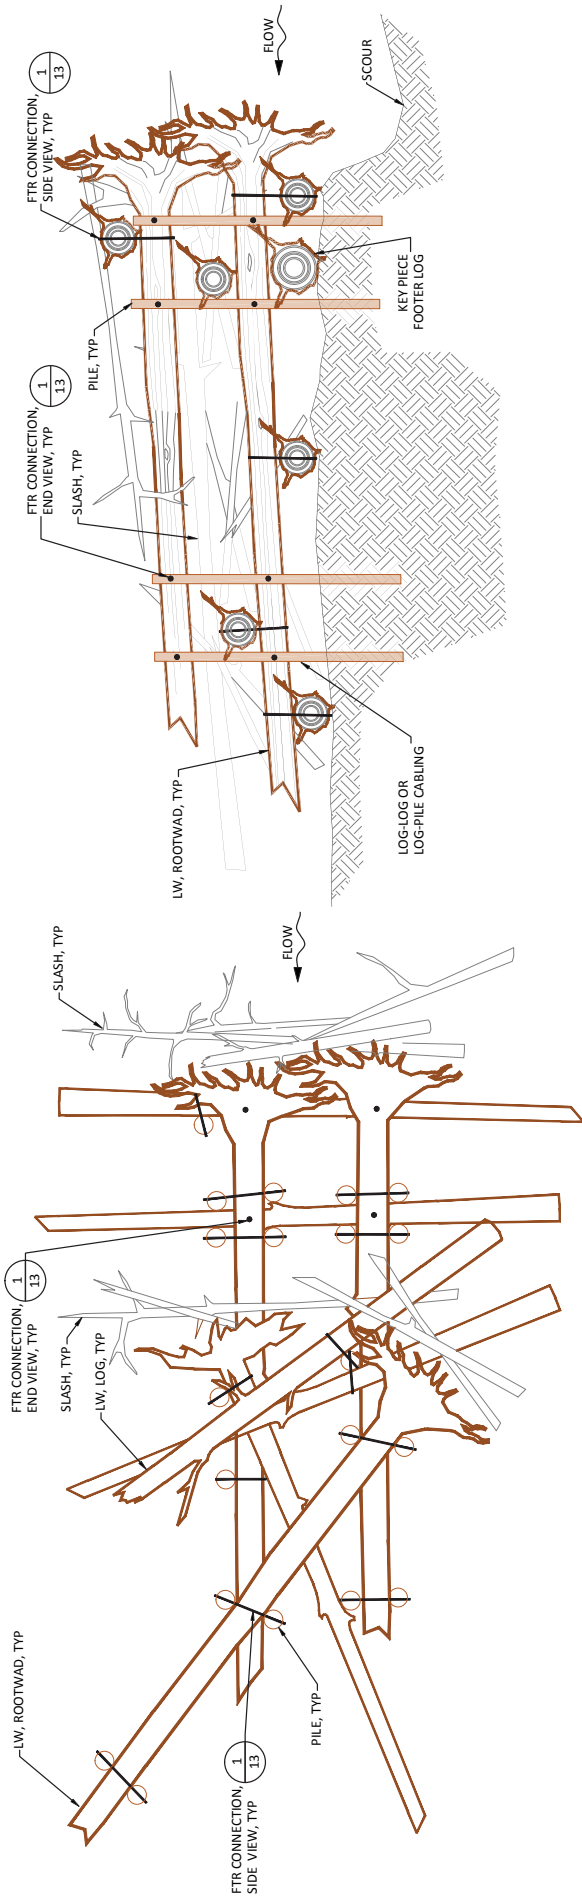 FLOW
SCOUR
FTR CONNECTION,
SIDE VIEW, TYP
1
13
PILE, TYP
KEY PIECE
FOOTER LOG
FTR CONNECTION,
END VIEW, TYP
1
13
SLASH, TYP
LW, ROOTWAD, TYP
LOG-LOG OR
LOG-PILE CABLING
SLASH, TYP
FLOW
FTR CONNECTION,
END VIEW, TYP
1
13
SLASH, TYP
LW, LOG, TYP
LW, ROOTWAD, TYP
PILE, TYP
FTR CONNECTION,
SIDE VIEW, TYP
1
13